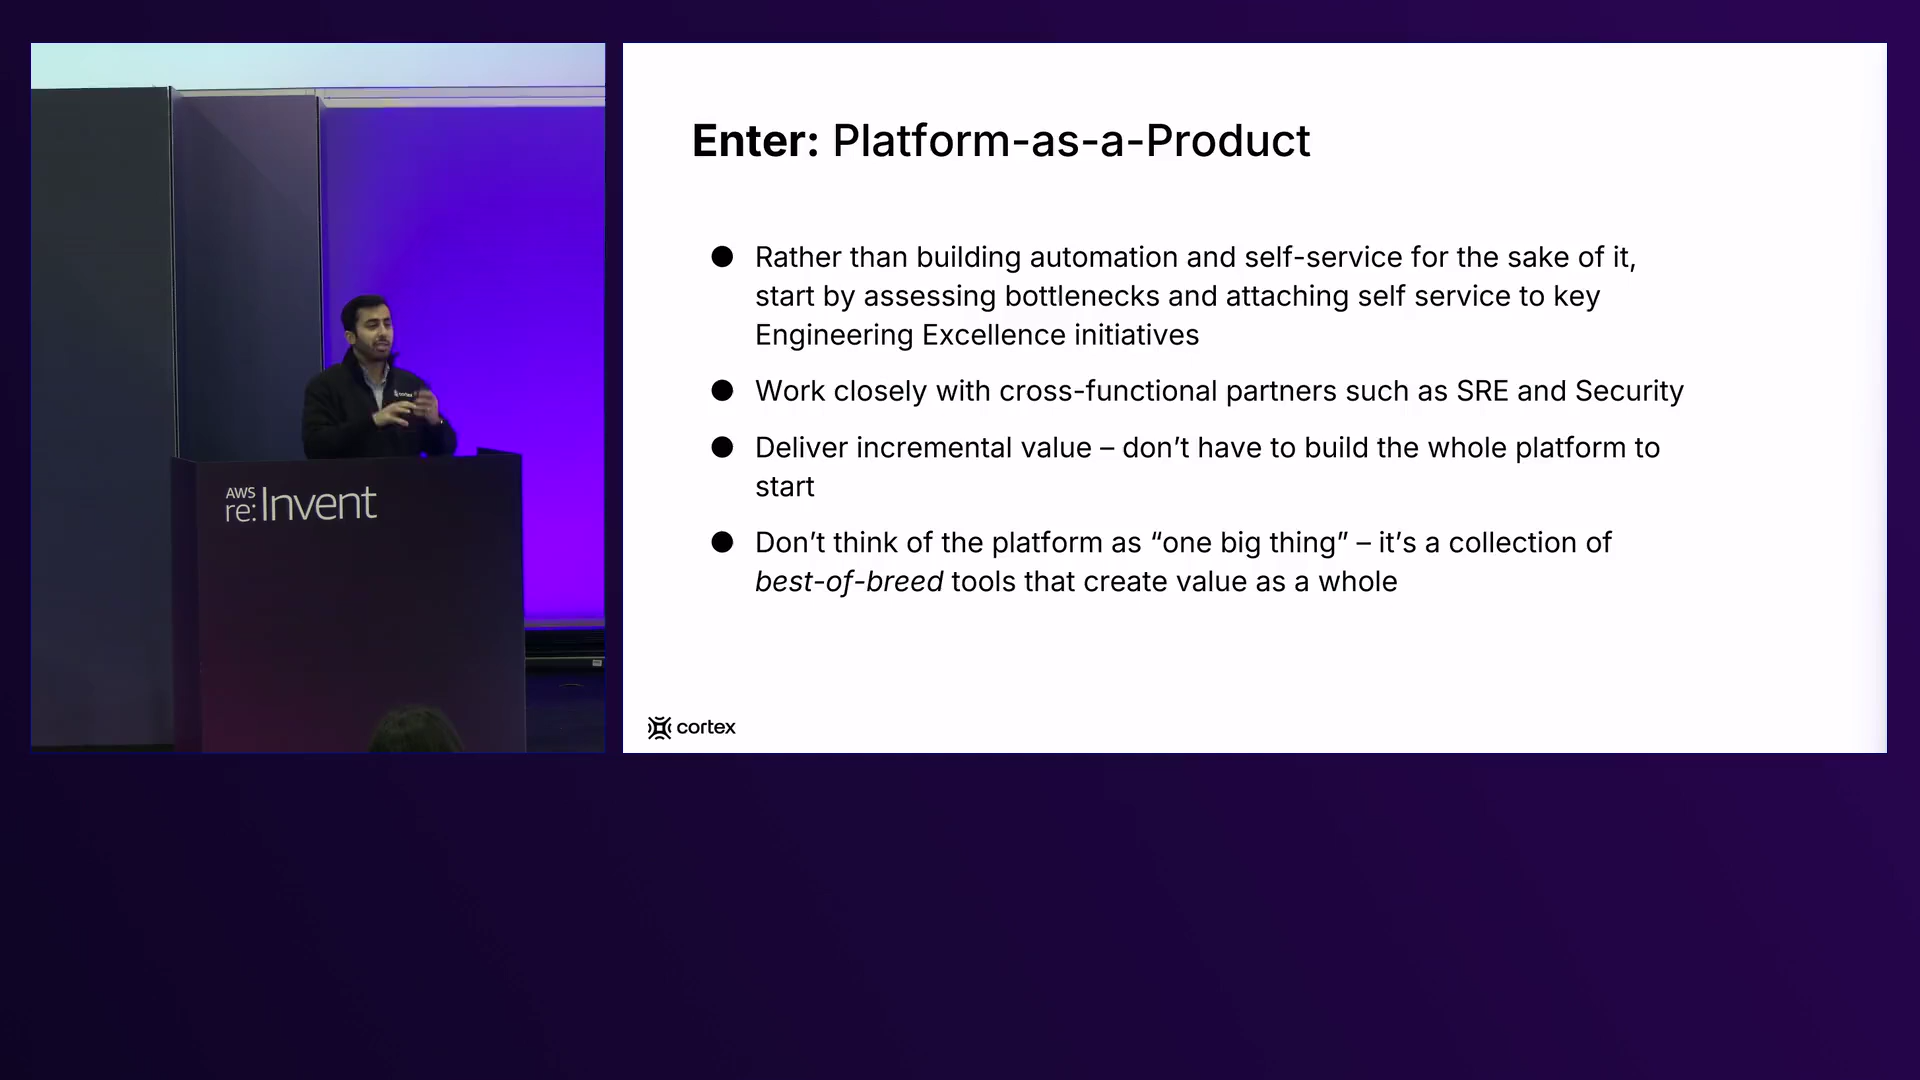 Enter: Platform-as-a-Product
● Rather than building automation and self-service for the sake of it,
start by assessing bottlenecks and attaching self service to key
Engineering Excellence initiatives
● Work closely with cross-functional partners such as SRE and Security
● Deliver incremental value – don’t have to build the whole platform to
start
● Don’t think of the platform as “one big thing” – it’s a collection of
best-of-breed tools that create value as a whole
cortex
AWS
re:Invent
cortex